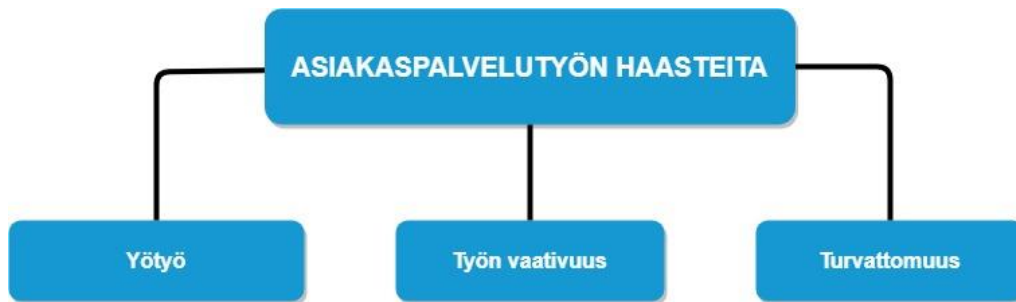 ASIAKASPALVELUTYÖN HAASTEITA
Yötyö
Työn vaativuus
Turvattomuus